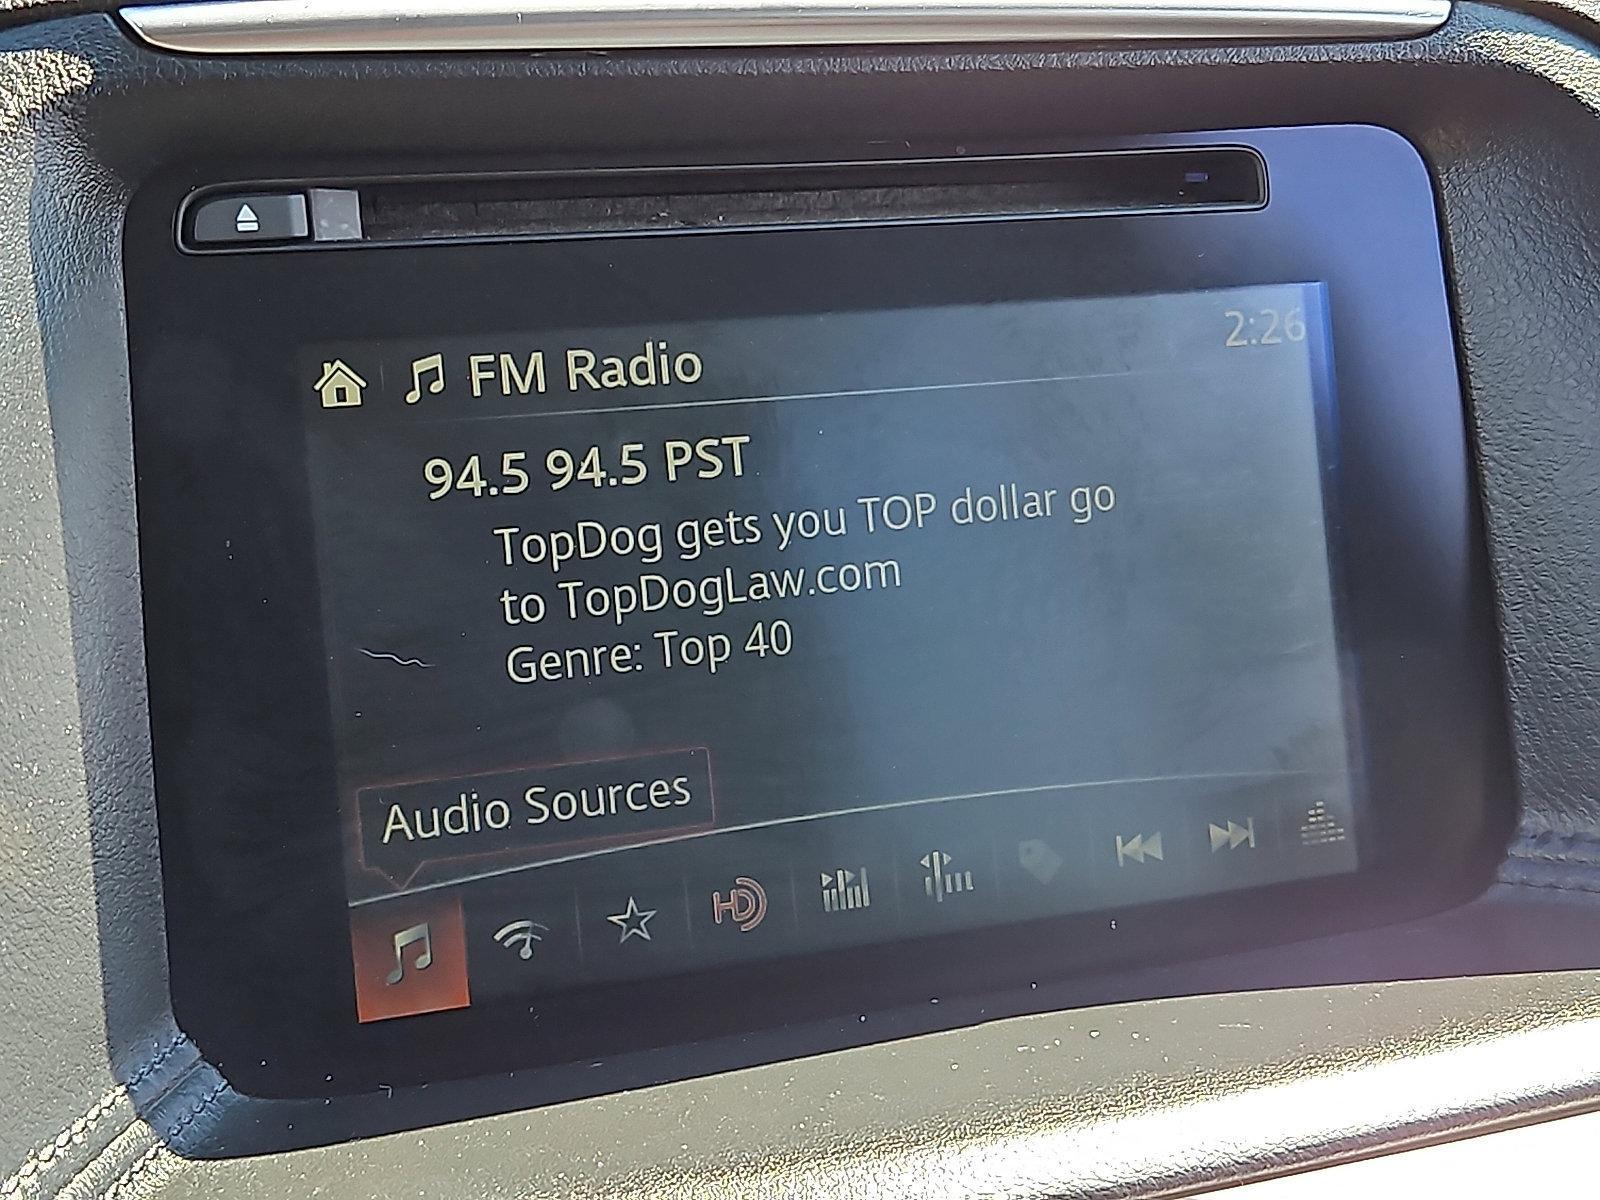 FM Radio
2:26
94.5 94.5 PST
TopDog gets you TOP dollar go
to TopDogLaw.com
Genre: Top 40
Audio Sources
HD